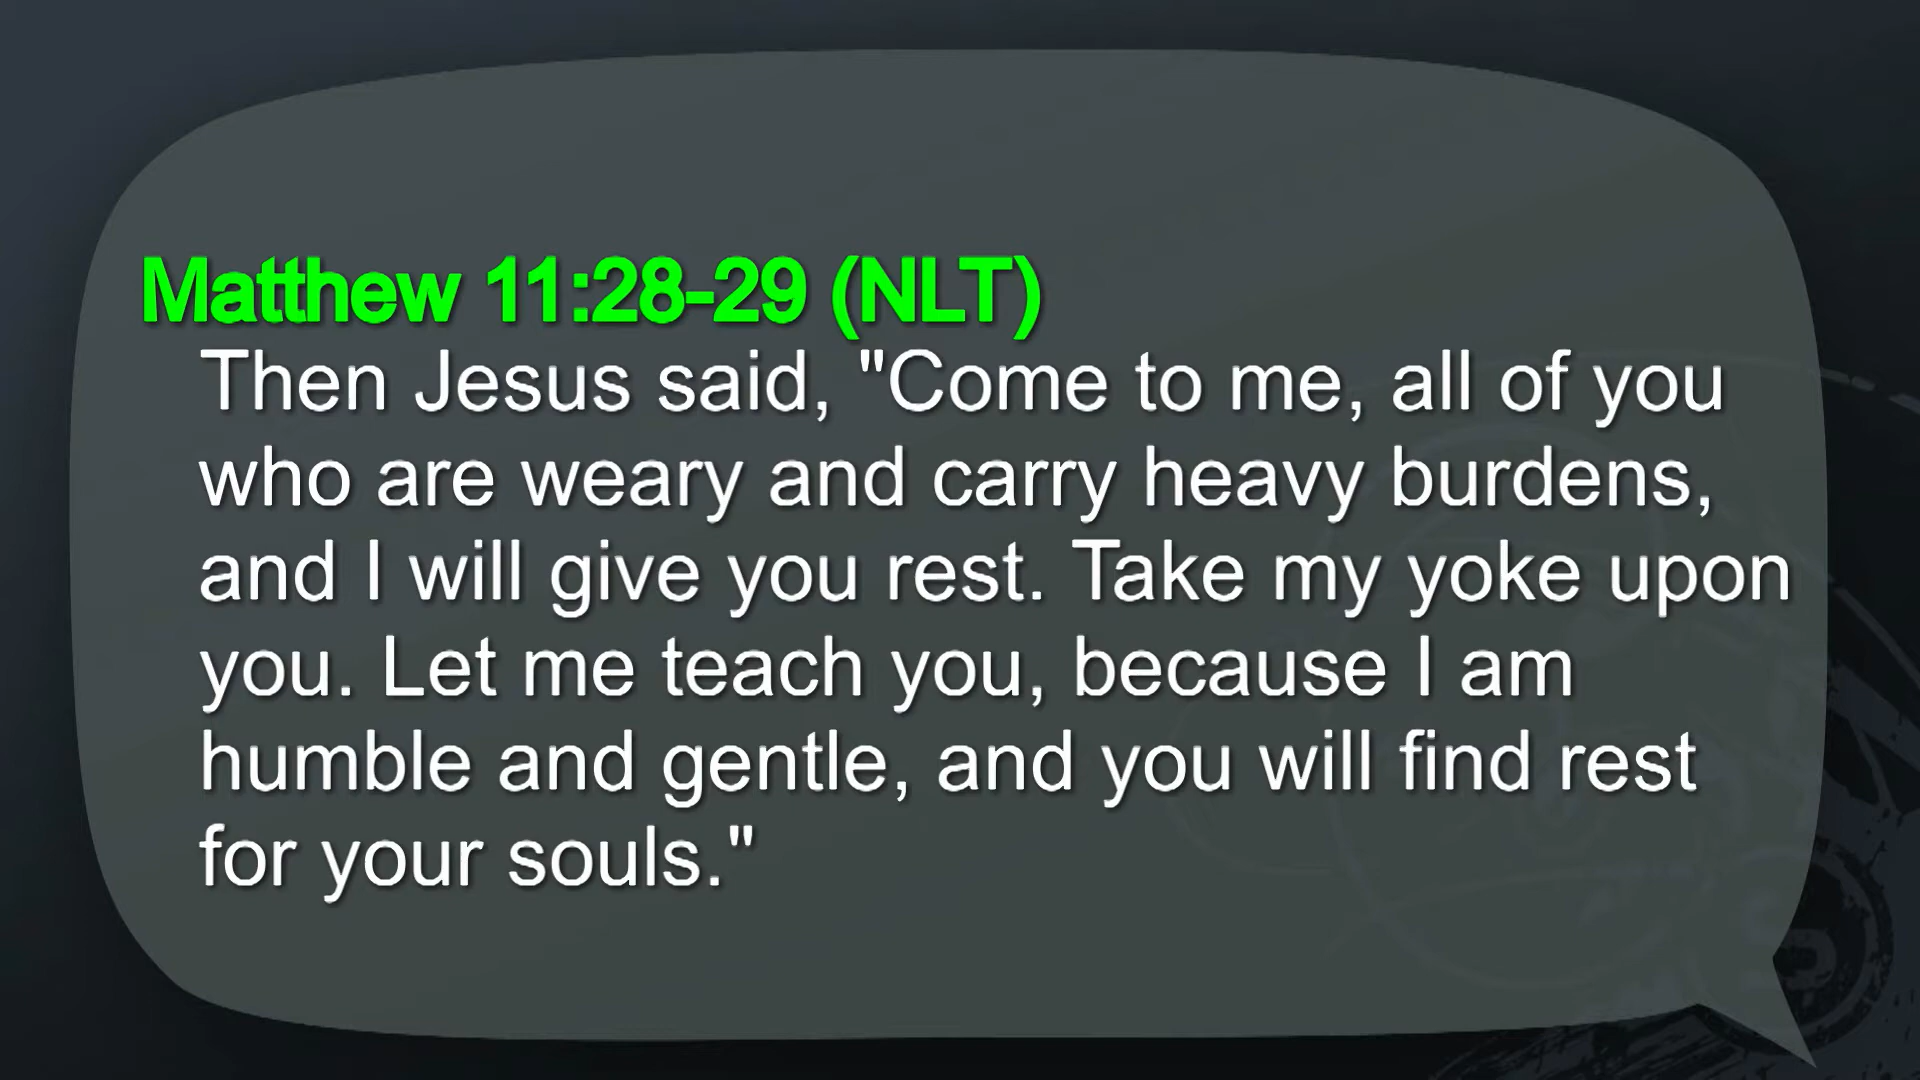 Matthew 11:28-29 (NLT)
Then Jesus said, "Come to me, all of you
who are weary and carry heavy burdens,
and I will give you rest. Take my yoke upon
you. Let me teach you, because I am
humble and gentle, and you will find rest
for your souls."